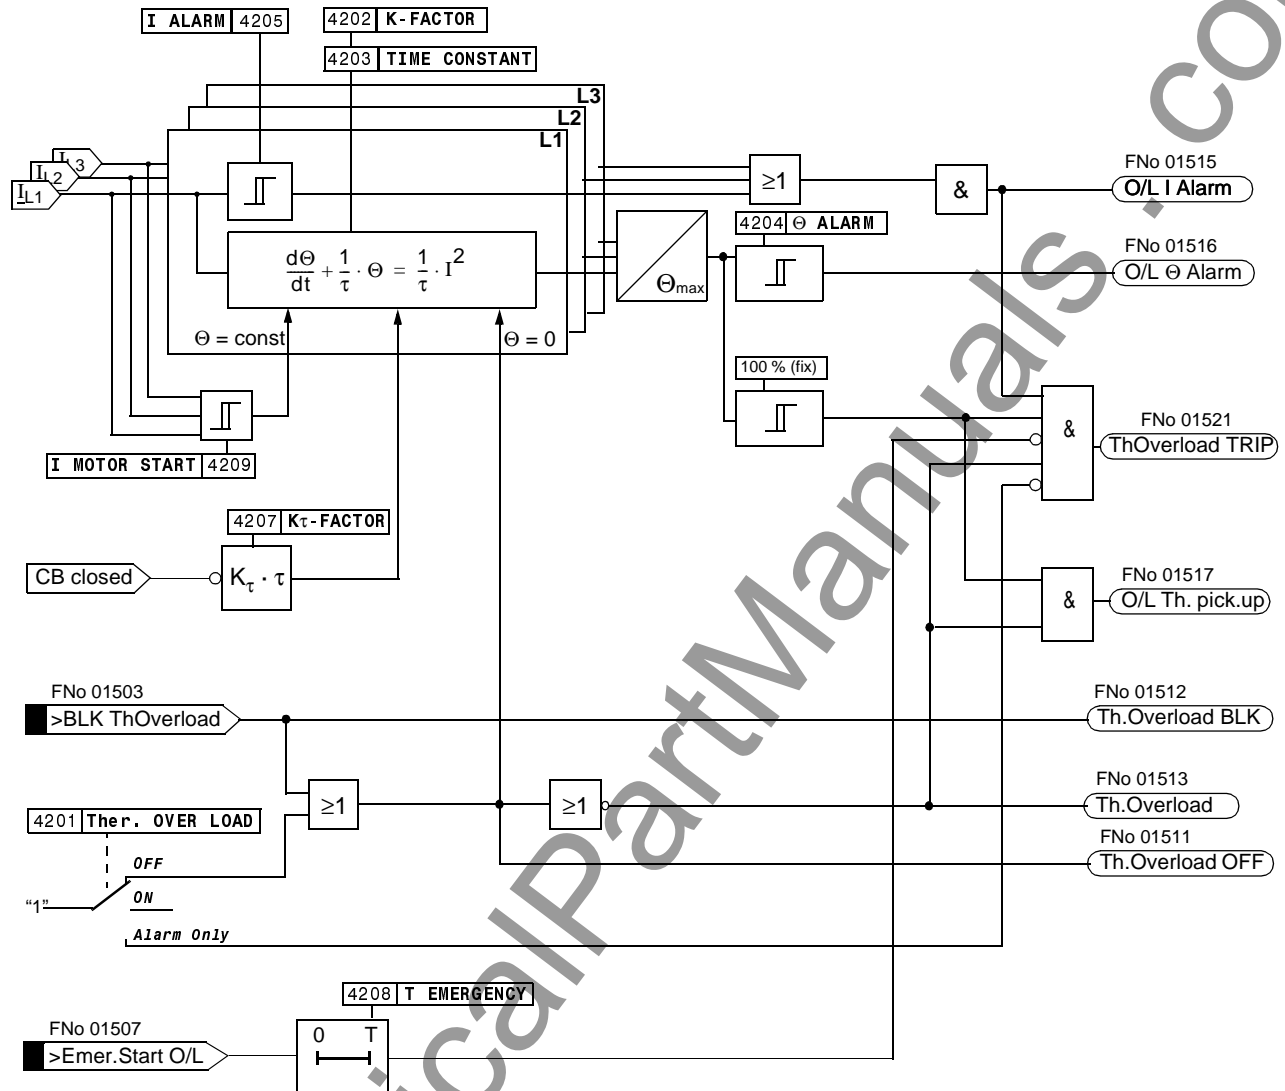 I ALARM 4205
4202 K-FACTOR
4203 TIME CONSTANT
L3
L2
L1
IL3
IL2
IL1
≥1
&
FNo 01515
O/L I Alarm
dΘ/dt + 1/τ · Θ = 1/τ · I²
Θmax
4204 Θ ALARM
FNo 01516
O/L Θ Alarm
Θ = const
Θ = 0
100 % (fix)
I MOTOR START 4209
&
FNo 01521
ThOverload TRIP
4207 Kτ-FACTOR
CB closed
Kτ · τ
&
FNo 01517
O/L Th. pick.up
FNo 01503
>BLK ThOverload
FNo 01512
Th.Overload BLK
≥1
≥1
FNo 01513
Th.Overload
4201 Ther. OVER LOAD
FNo 01511
Th.Overload OFF
OFF
"1"
ON
Alarm Only
4208 T EMERGENCY
FNo 01507
>Emer.Start O/L
0 T
icalPartManuals . co